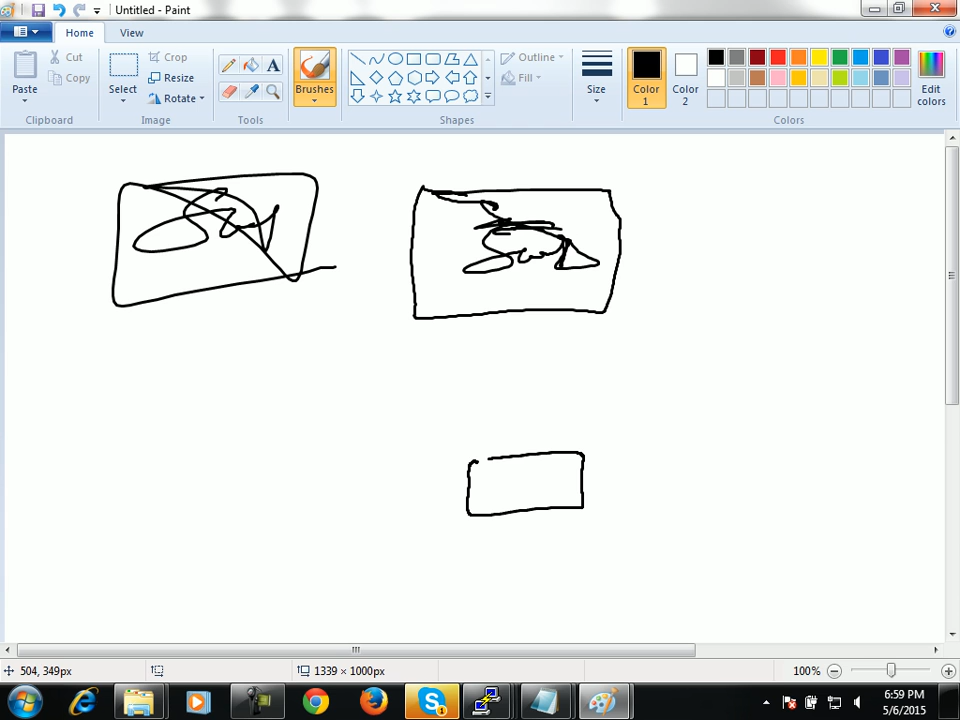 Untitled - Paint
Home View
Cut
Copy
Paste
Clipboard
Crop
Resize
Rotate
Select
Image
Tools
Brushes
Outline
Fill
Shapes
Size
Color 1
Color 2
Edit colors
Colors
504, 349px
1339 × 1000px
100%
6:59 PM
5/6/2015